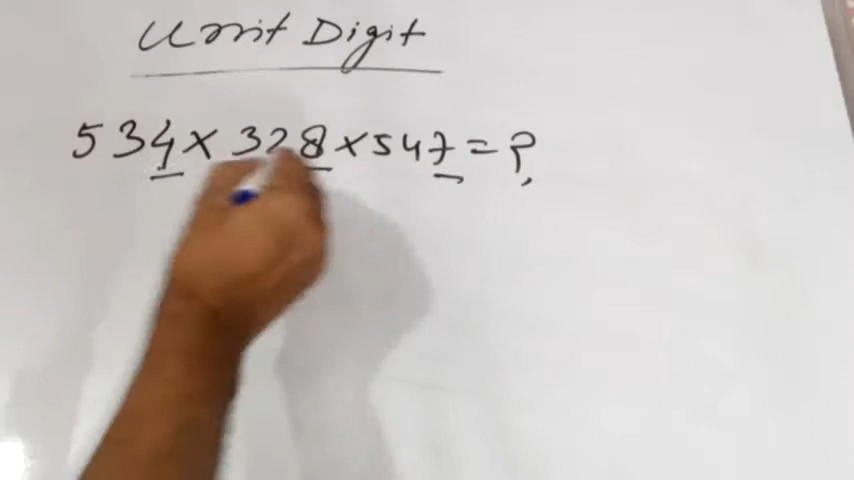 Unit Digit
534 × 328 × 547 = ?